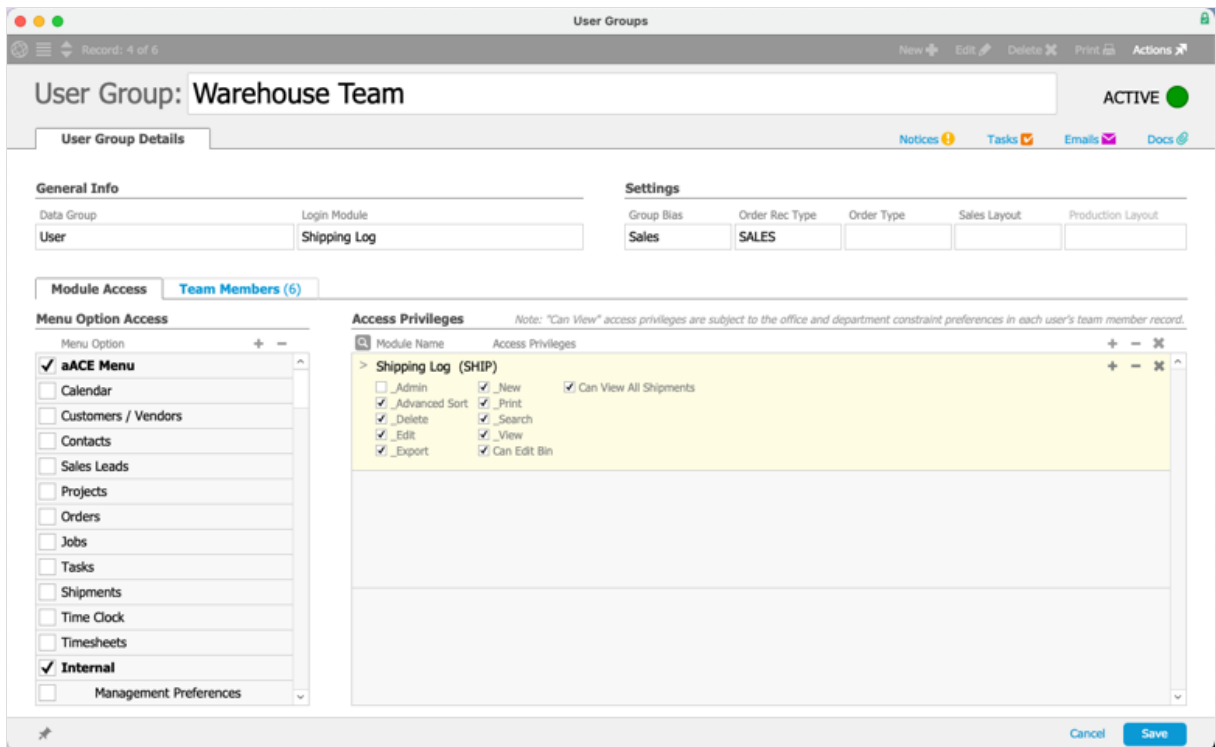 User Groups
Record: 4 of 6 New Edit Delete Print Actions
User Group: Warehouse Team ACTIVE
User Group Details Notices Tasks Emails Docs
General Info Settings
Data Group Login Module Group Bias Order Rec Type Order Type Sales Layout Production Layout
User Shipping Log Sales SALES
Module Access Team Members (6)
Menu Option Access Access Privileges Note: "Can View" access privileges are subject to the office and department constraint preferences in each user's team member record.
Menu Option + − Module Name Access Privileges + −
aACE Menu > Shipping Log (SHIP) + −
Calendar _Admin _New Can View All Shipments
_Advanced Sort _Print
Customers / Vendors _Delete _Search
Contacts _Edit _View
_Export Can Edit Bin
Sales Leads
Projects
Orders
Jobs
Tasks
Shipments
Time Clock
Timesheets
Internal
Management Preferences
Cancel Save